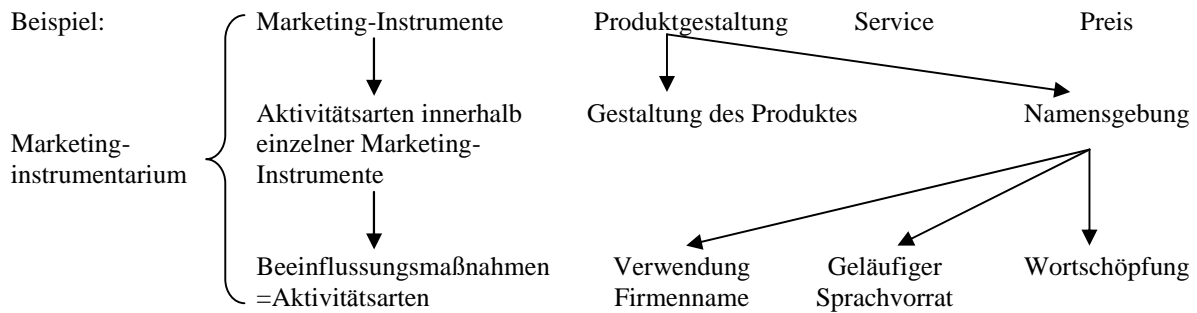 Beispiel: Marketing-Instrumente Produktgestaltung Service Preis
Aktivitätsarten innerhalb Gestaltung des Produktes Namensgebung
Marketing- einzelner Marketing-
instrumentarium Instrumente
Beeinflussungsmaßnahmen Verwendung Geläufiger Wortschöpfung
=Aktivitätsarten Firmenname Sprachvorrat